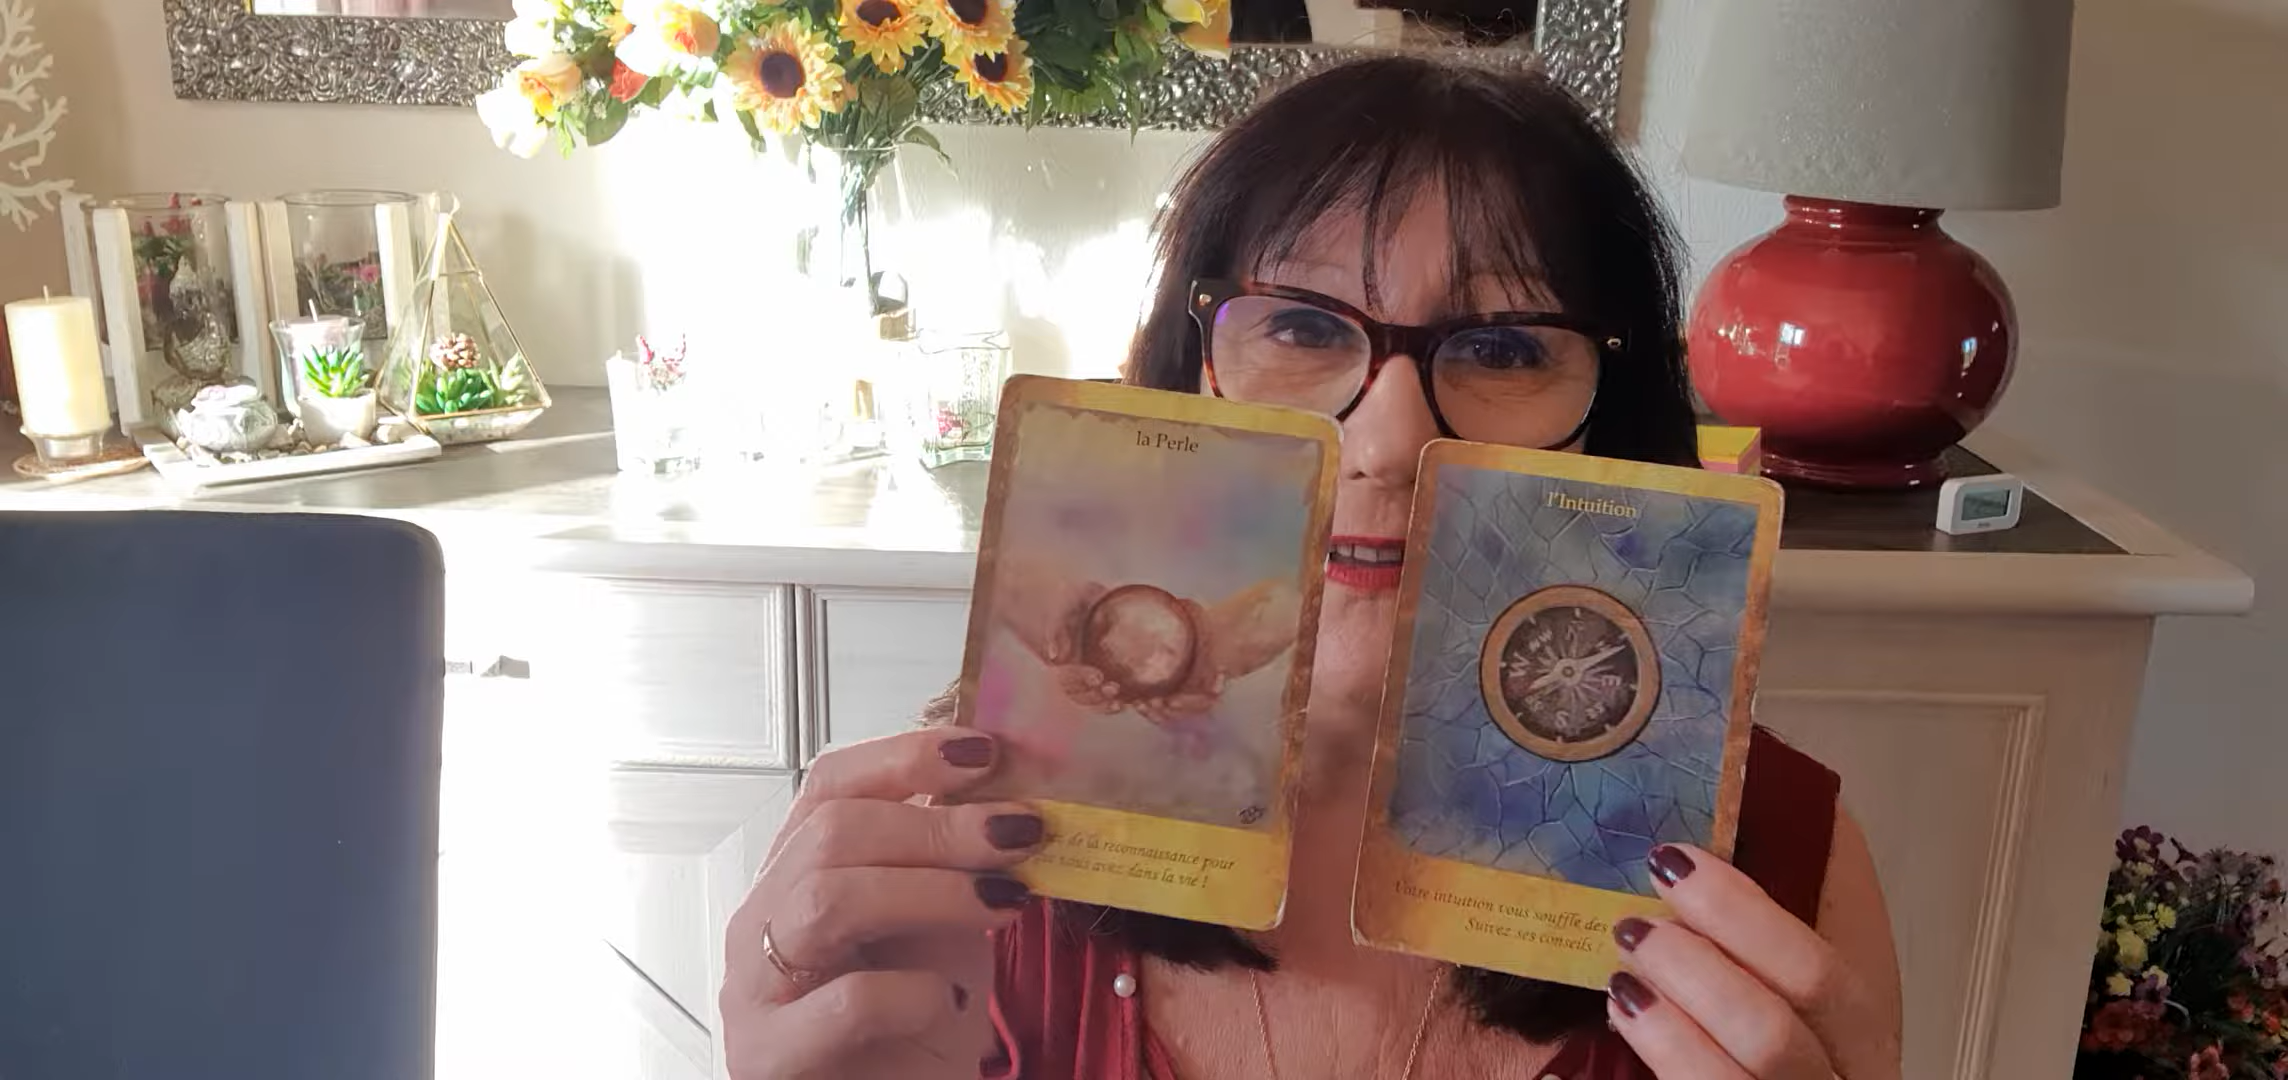 la Perle
de la reconnaissance pour
vous avez dans la vie !
l'Intuition
W
E
S
Votre intuition vous souffle des
Suivez ses conseils !